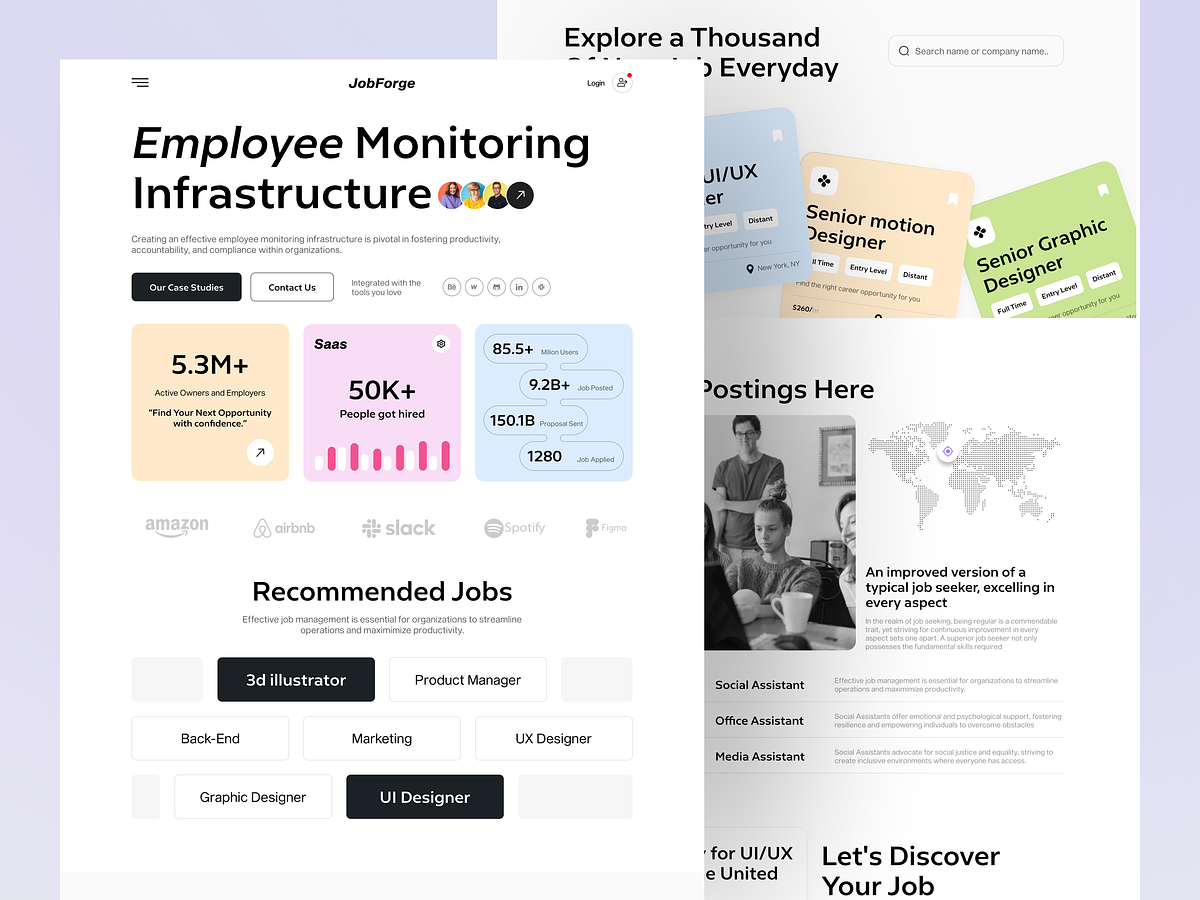 JobForge
Login
Employee Monitoring
Infrastructure
Creating an effective employee monitoring infrastructure is pivotal in fostering productivity,
accountability, and compliance within organizations.
Our Case Studies
Contact Us
Integrated with the
tools you love
Bē
W
in
5.3M+
Active Owners and Employers
"Find Your Next Opportunity
with confidence."
Saas
50K+
People got hired
85.5+ Milion Users
9.2B+ Job Posted
150.1B Proposal Sent
1280 Job Applied
amazon
airbnb
slack
Spotify
Figma
Recommended Jobs
Effective job management is essential for organizations to streamline
operations and maximimize productivity.
3d illustrator
Product Manager
Back-End
Marketing
UX Designer
Graphic Designer
UI Designer
Explore a Thousand
Everyday
Search name or company name..
UI/UX
Entry Level
Distant
opportunity for you
New York, NY
Senior motion
Designer
Full Time
Entry Level
Distant
Find the right career opportunity for you
$260/hr
Senior Graphic
Designer
Full Time
Entry Level
Distant
opportunity for you
Postings Here
An improved version of a
typical job seeker, excelling in
every aspect
In the realm of job seeking, being regular is a commendable
trait, yet striving for continuous improvement in every
aspect sets one apart. A superior job seeker not only
possesses the fundamental skills required
Social Assistant
Effective job management is essential for organizations to streamline
operations and maximimize productivity.
Office Assistant
Social Assistants offer emotional and psychological support, fostering
resilience and empowering individuals to overcome obstacles
Media Assistant
Social Assistants advocate for social justice and equality, striving to
create inclusive environments where everyone has access.
for UI/UX
United
Let's Discover
Your Job